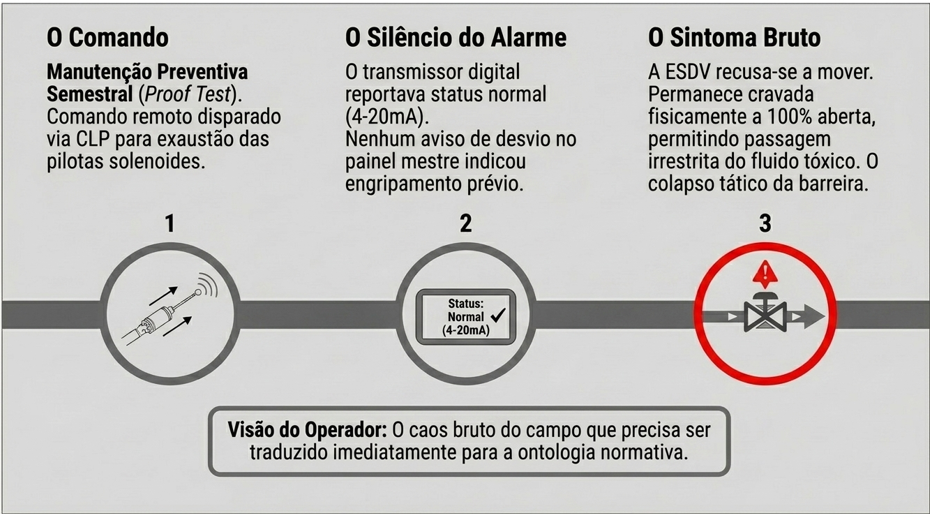 O Comando
Manutenção Preventiva
Semestral (Proof Test).
Comando remoto disparado
via CLP para exaustão das
pilotas solenoides.
1
O Silêncio do Alarme
O transmissor digital
reportava status normal
(4-20mA).
Nenhum aviso de desvio no
painel mestre indicou
engripamento prévio.
2
Status:
Normal
(4-20mA)
O Sintoma Bruto
A ESDV recusa-se a mover.
Permanece cravada
fisicamente a 100% aberta,
permitindo passagem
irrestrita do fluido tóxico. O
colapso tático da barreira.
3
Visão do Operador: O caos bruto do campo que precisa ser
traduzido imediatamente para a ontologia normativa.